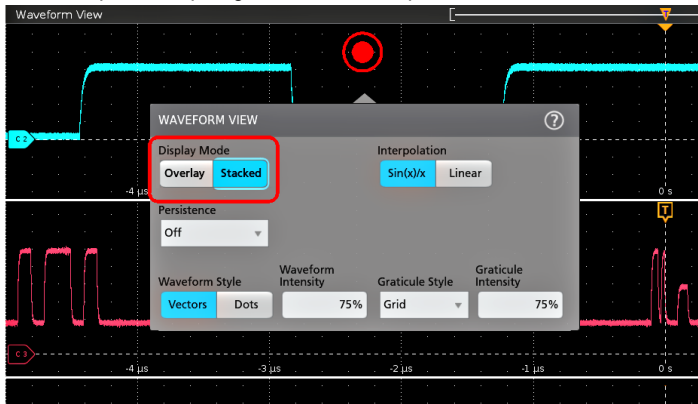 Waveform View
T
WAVEFORM VIEW
?
C 2
Display Mode
Interpolation
Overlay Stacked
Sin(x)/x Linear
-4 µs
0 s
Persistence
T
Off
Waveform Style
Waveform Intensity
Graticule Style
Graticule Intensity
Vectors Dots
75%
Grid
75%
C 3
-4 µs
-3 µs
-2 µs
-1 µs
0 s